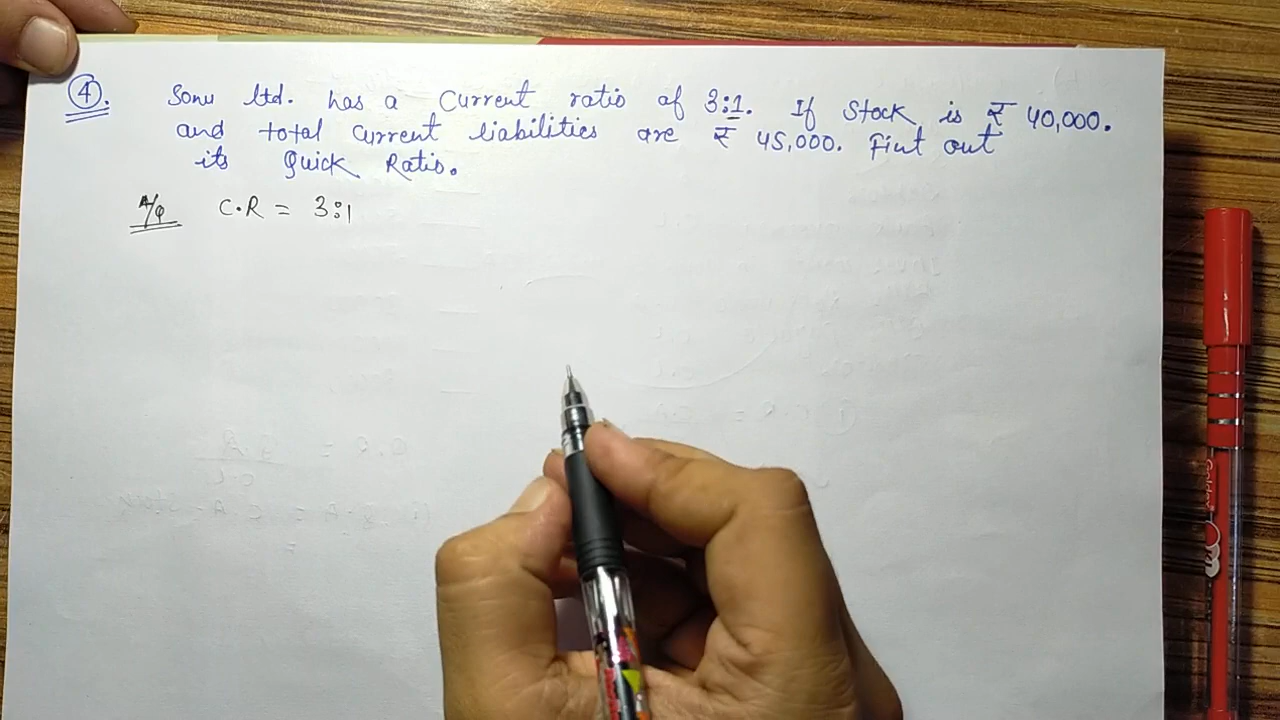 ④. Sonu ltd. has a Current ratio of 3:1. If Stock is ₹ 40,000.
and total current liabilities are ₹ 45,000. Fint out
its Quick Ratio.
A/Q C.R = 3:1